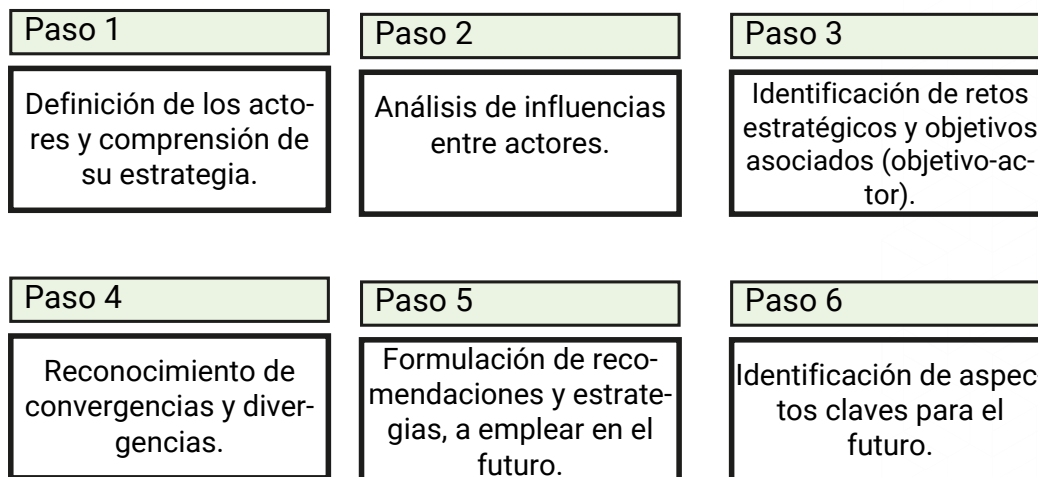 Paso 1
Definición de los acto-
res y comprensión de
su estrategia.
Paso 2
Análisis de influencias
entre actores.
Paso 3
Identificación de retos
estratégicos y objetivos
asociados (objetivo-ac-
tor).
Paso 4
Reconocimiento de
convergencias y diver-
gencias.
Paso 5
Formulación de reco-
mendaciones y estrate-
gias, a emplear en el
futuro.
Paso 6
Identificación de aspec-
tos claves para el
futuro.